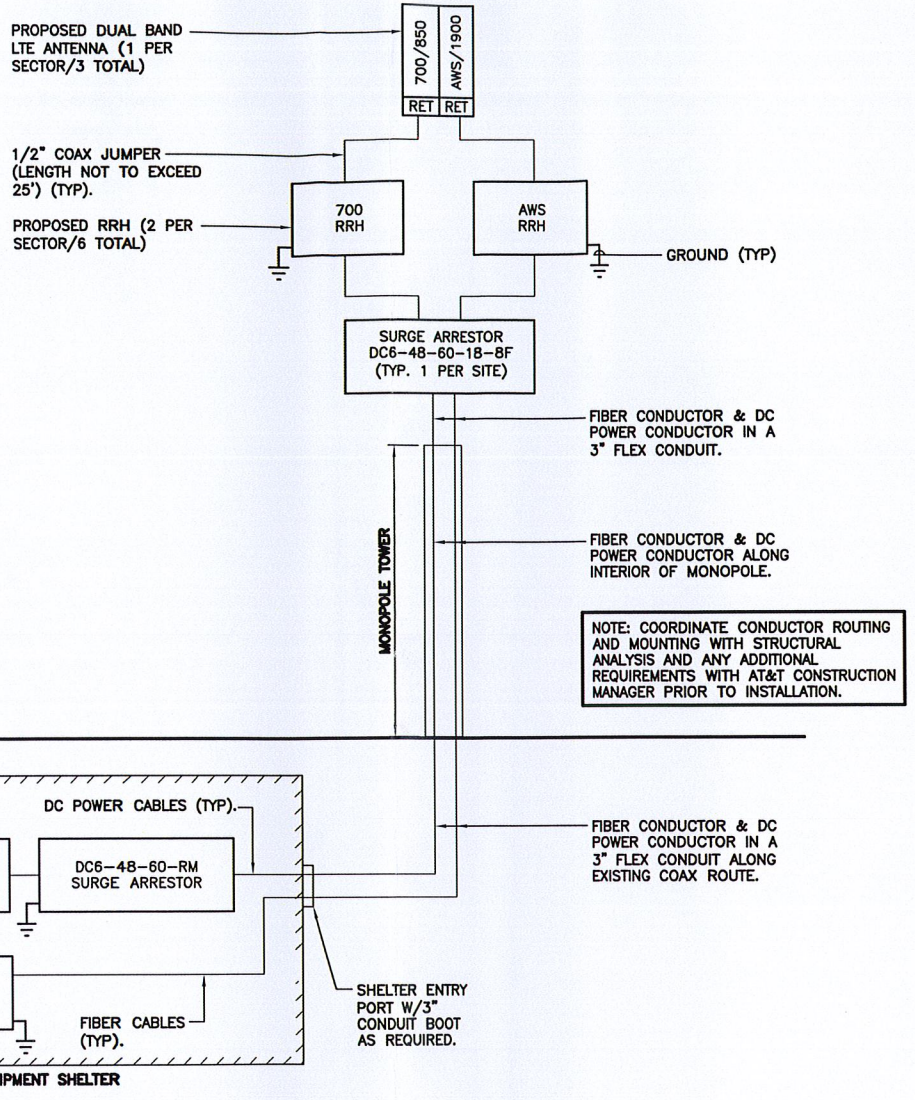 PROPOSED DUAL BAND
LTE ANTENNA (1 PER
SECTOR/3 TOTAL)
700/850
AWS/1900
RET
RET
1/2" COAX JUMPER
(LENGTH NOT TO EXCEED
25') (TYP).
PROPOSED RRH (2 PER
SECTOR/6 TOTAL)
700
RRH
AWS
RRH
GROUND (TYP)
SURGE ARRESTOR
DC6-48-60-18-8F
(TYP. 1 PER SITE)
FIBER CONDUCTOR & DC
POWER CONDUCTOR IN A
3" FLEX CONDUIT.
MONOPOLE TOWER
FIBER CONDUCTOR & DC
POWER CONDUCTOR ALONG
INTERIOR OF MONOPOLE.
NOTE: COORDINATE CONDUCTOR ROUTING
AND MOUNTING WITH STRUCTURAL
ANALYSIS AND ANY ADDITIONAL
REQUIREMENTS WITH AT&T CONSTRUCTION
MANAGER PRIOR TO INSTALLATION.
DC POWER CABLES (TYP).
DC6-48-60-RM
SURGE ARRESTOR
FIBER CONDUCTOR & DC
POWER CONDUCTOR IN A
3" FLEX CONDUIT ALONG
EXISTING COAX ROUTE.
SHELTER ENTRY
PORT W/3"
CONDUIT BOOT
AS REQUIRED.
FIBER CABLES
(TYP).
IPMENT SHELTER